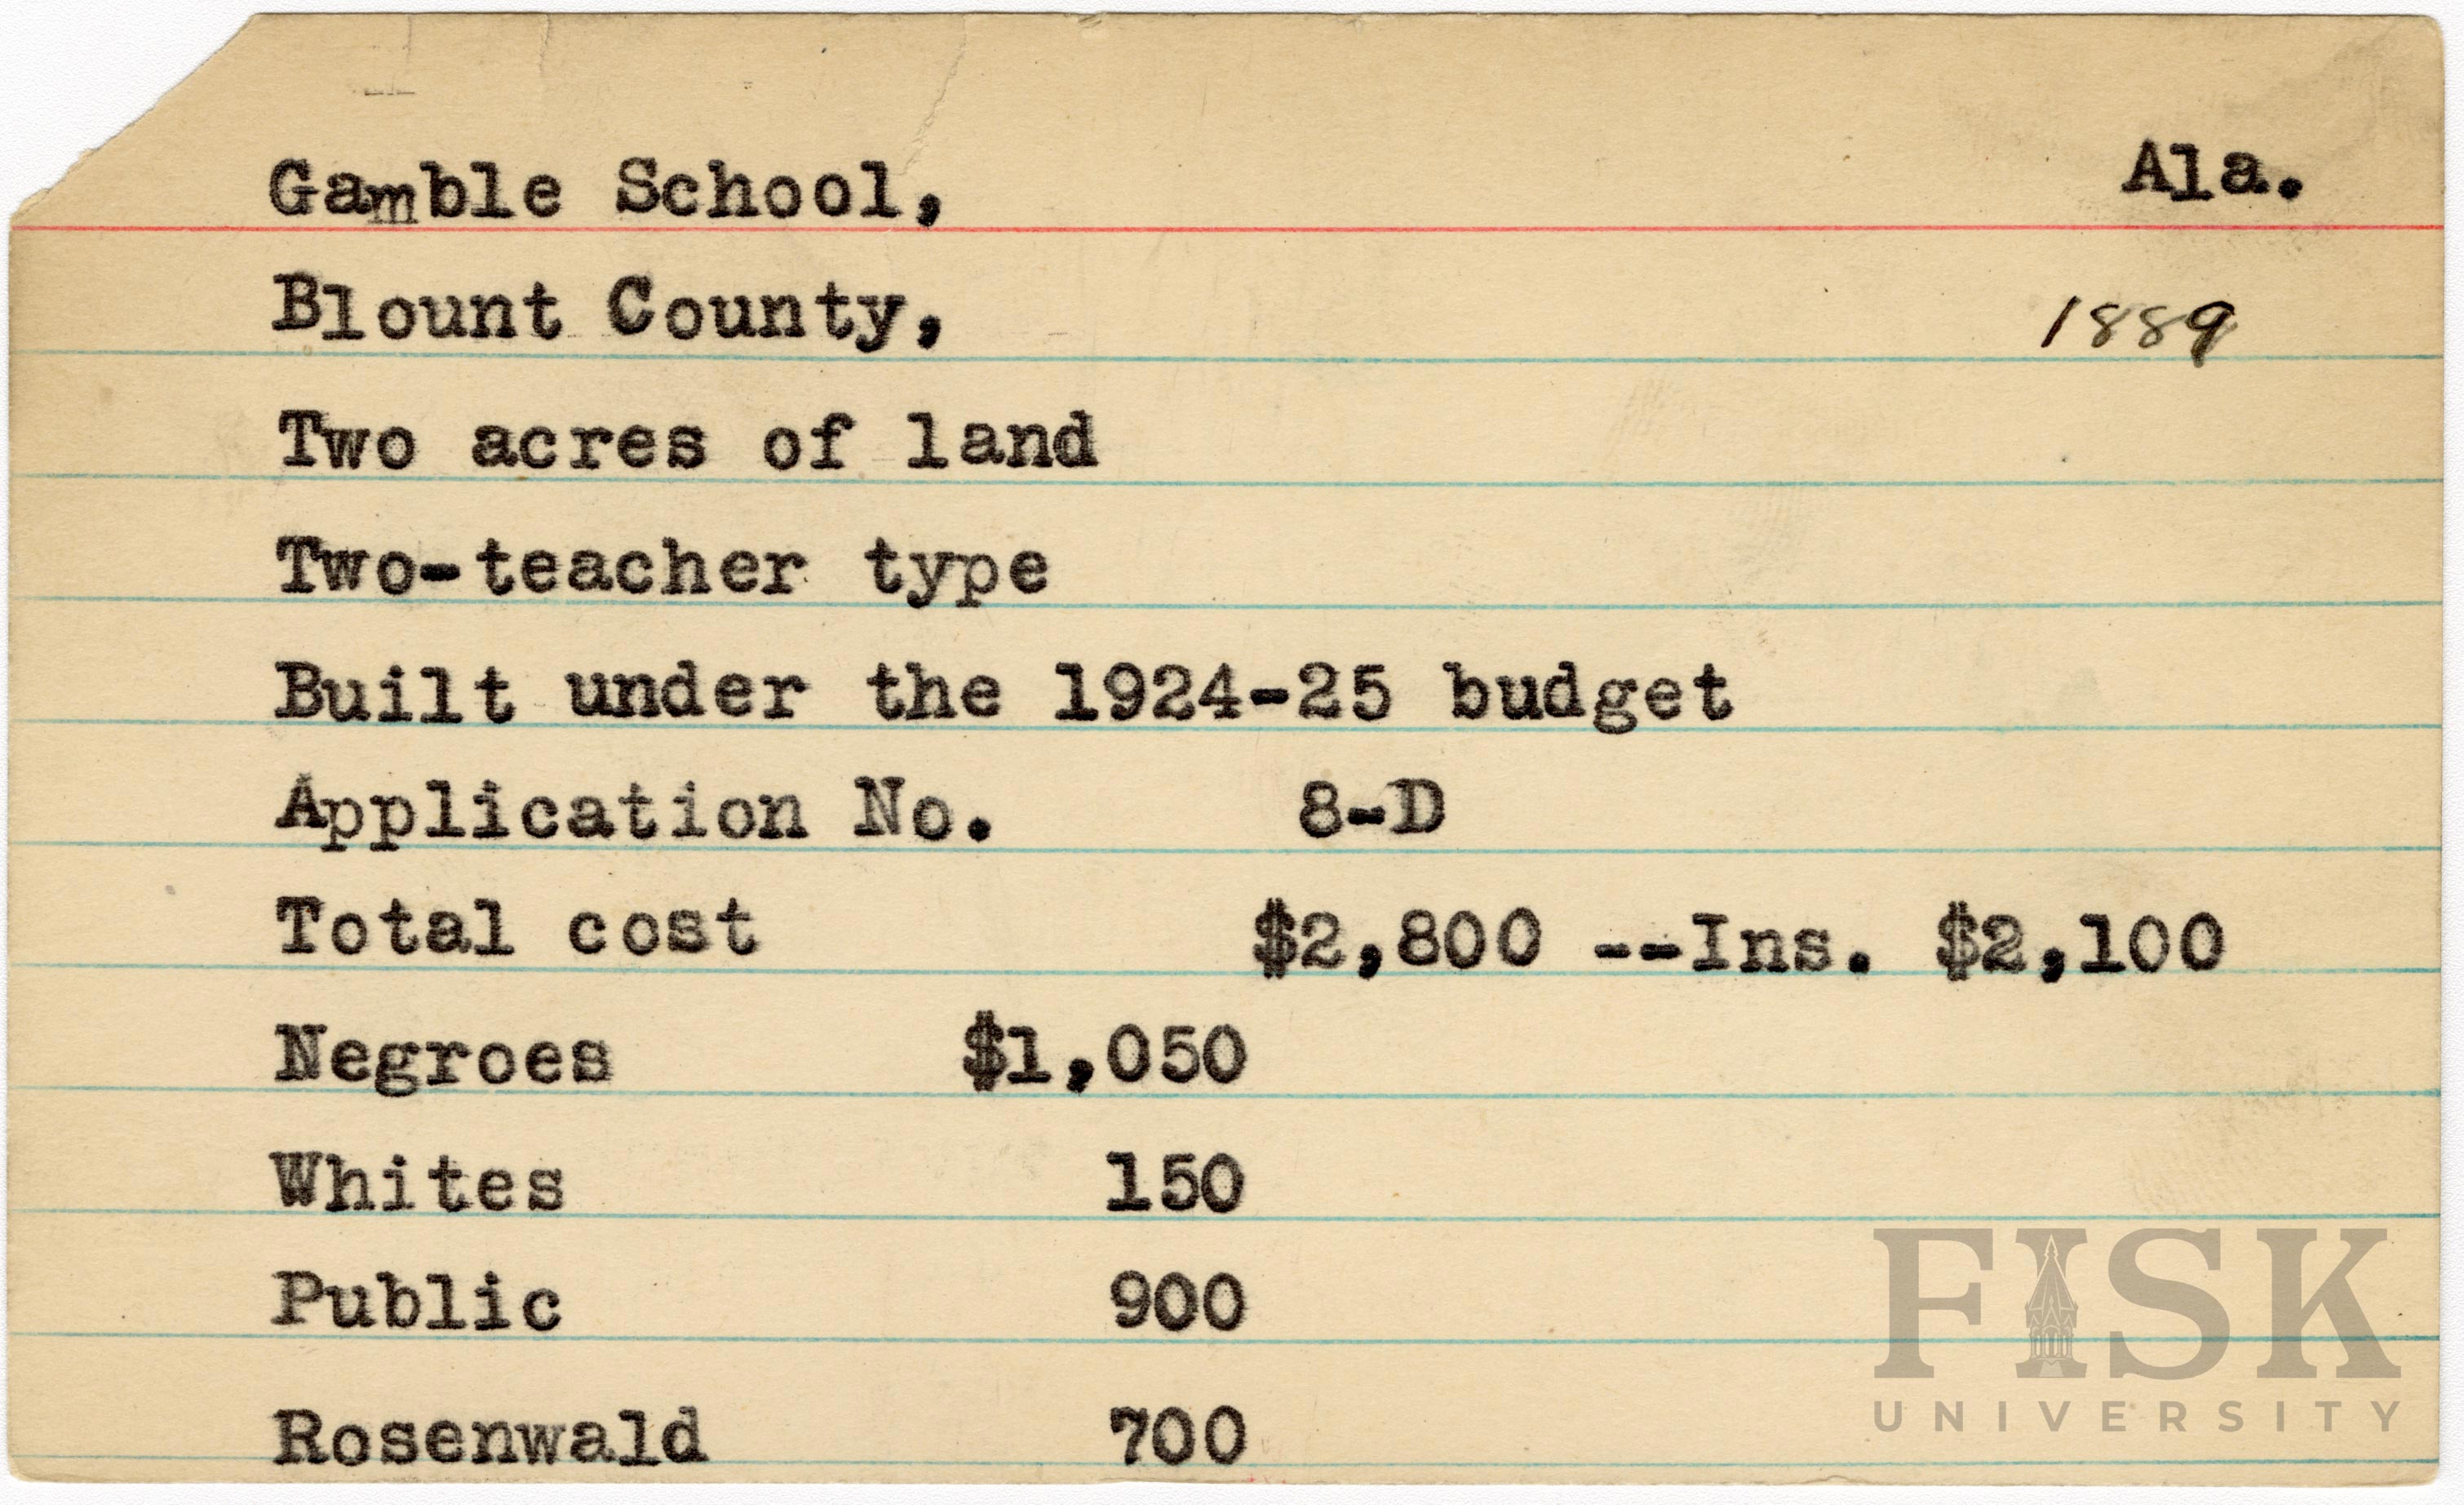 Gamble School, Ala.
Blount County, 1889
Two acres of land
Two-teacher type
Built under the 1924-25 budget
Application No. 8-D
Total cost $2,800 --Ins. $2,100
Negroes $1,050
Whites 150
Public 900
Rosenwald 700
FISK
UNIVERSITY